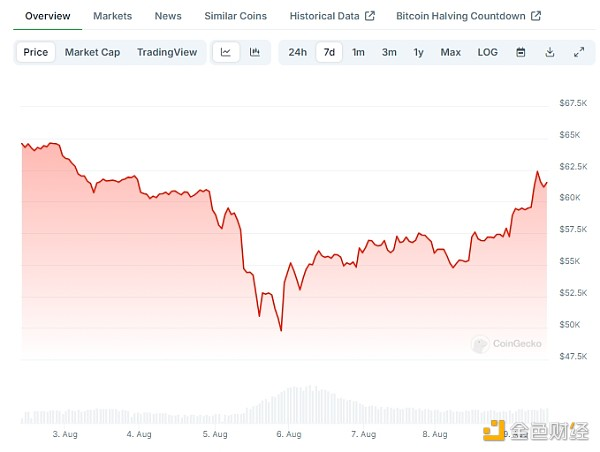 Overview Markets News Similar Coins Historical Data Bitcoin Halving Countdown
Price Market Cap TradingView 24h 7d 1m 3m 1y Max LOG
$67.5K
$65K
$62.5K
$60K
$57.5K
$55K
$52.5K
$50K
$47.5K
CoinGecko
3. Aug 4. Aug 5. Aug 6. Aug 7. Aug 8. Aug 9. Aug
金色财经